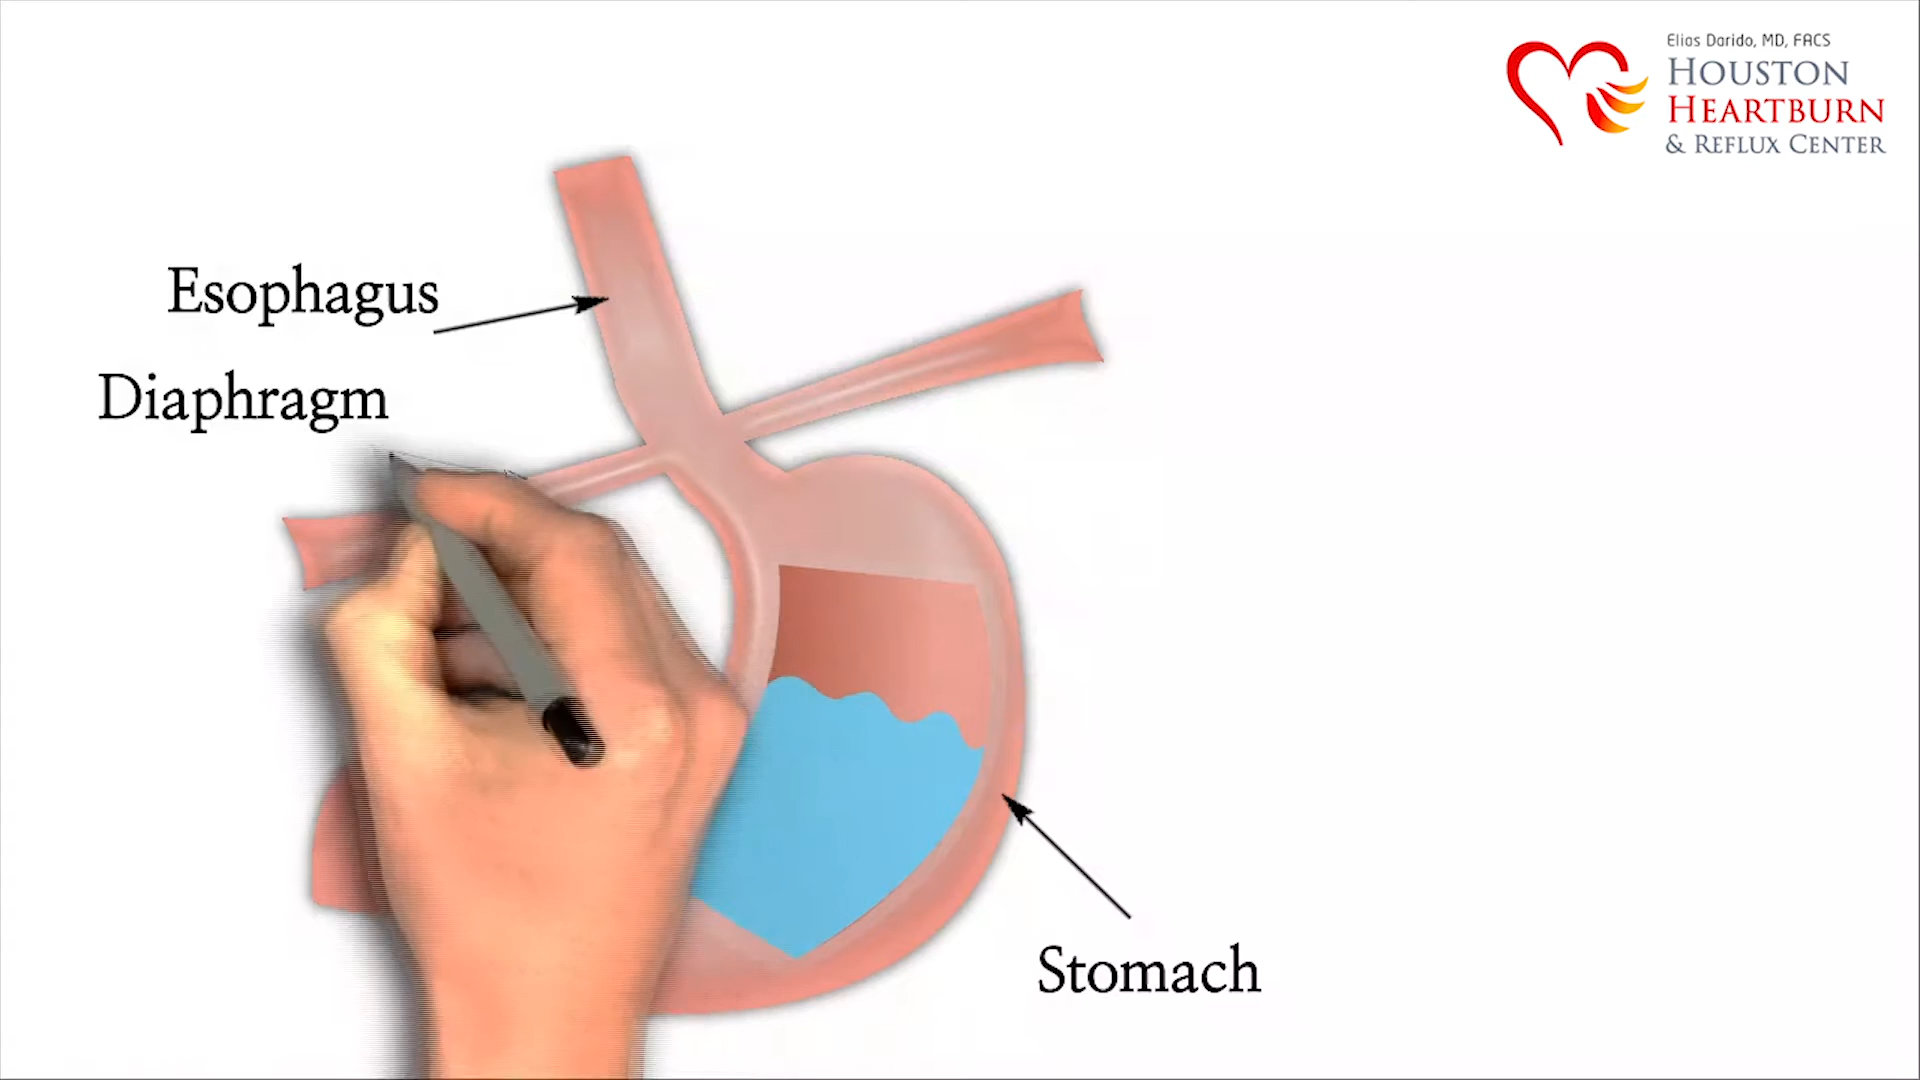 Elias Darido, MD, FACS
HOUSTON
HEARTBURN
& REFLUX CENTER
Esophagus
Diaphragm
Stomach